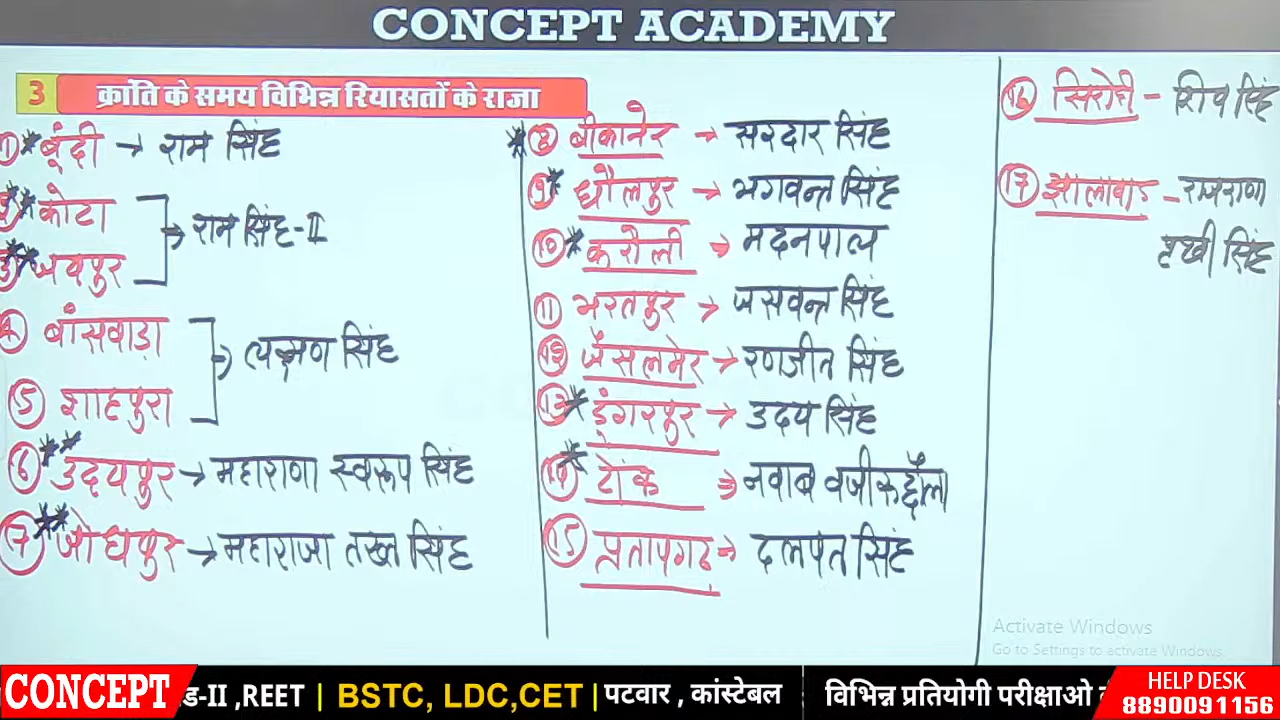 CONCEPT ACADEMY
3 क्रांति के समय विभिन्न रियासतों के राजा
① * बूंदी → राम सिंह
** कोटा
** जयपुर → राम सिंह-II
④ बांसवाडा
⑤ शाहपुरा → लक्ष्मण सिंह
⑥ ** उदयपुर → महाराणा स्वरूप सिंह
⑦ ** जोधपुर → महाराजा तख्त सिंह
* ⑧ बीकानेर → सरदार सिंह
⑨ * धौलपुर → भगवन्त सिंह
⑩ * करौली → मदनपाल
⑪ भरतपुर → जसवन्त सिंह
⑫ जैसलमेर → रणजीत सिंह
⑬ * डूंगरपुर → उदय सिंह
⑭ * टोंक → नवाब वजीरूद्दौला
⑮ प्रतापगढ → दलपत सिंह
⑯ सिरोही - शिव सिंह
⑰ झालावाड - राजराणा
पृथ्वी सिंह
Activate Windows
Go to Settings to activate Windows.
CONCEPT ड-II ,REET | BSTC, LDC,CET | पटवार , कांस्टेबल विभिन्न प्रतियोगी परीक्षाओ
HELP DESK
8890091156